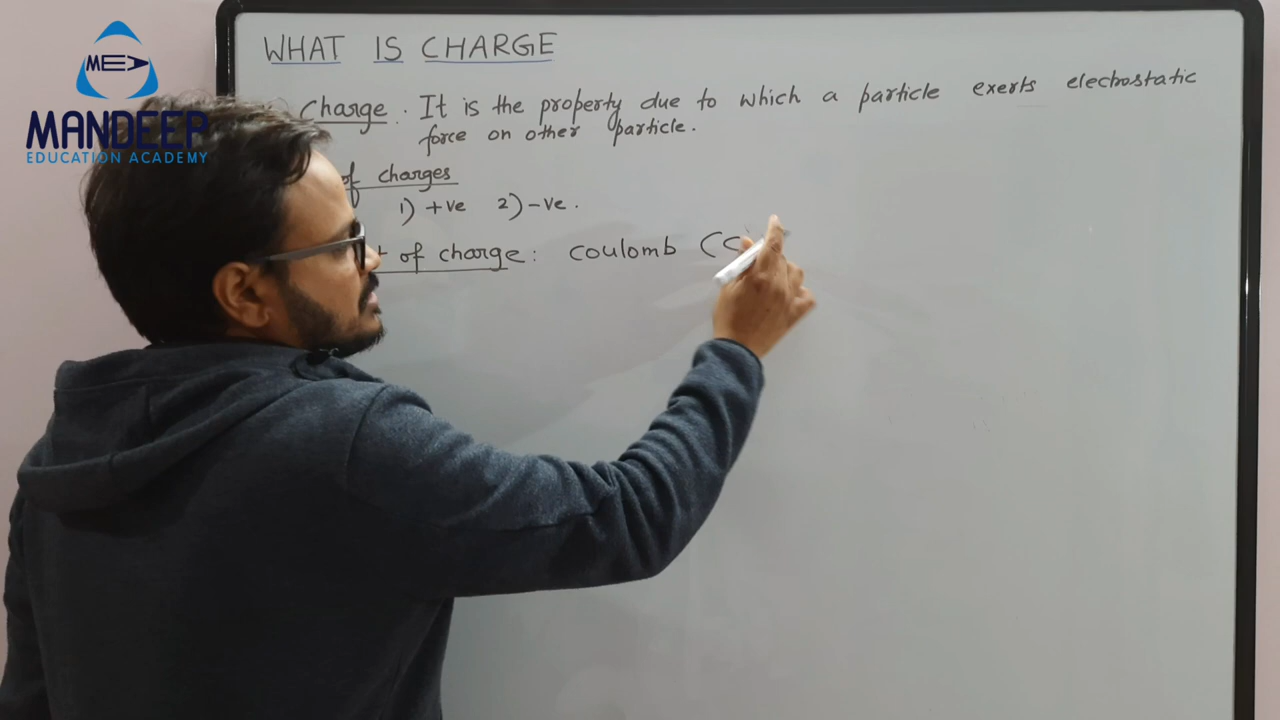 MEA
MANDEEP
EDUCATION ACADEMY
WHAT IS CHARGE
Charge . It is the property due to which a particle exerts electrostatic
force on other particle.
of charges
1) +ve 2) -ve .
of charge : coulomb (C